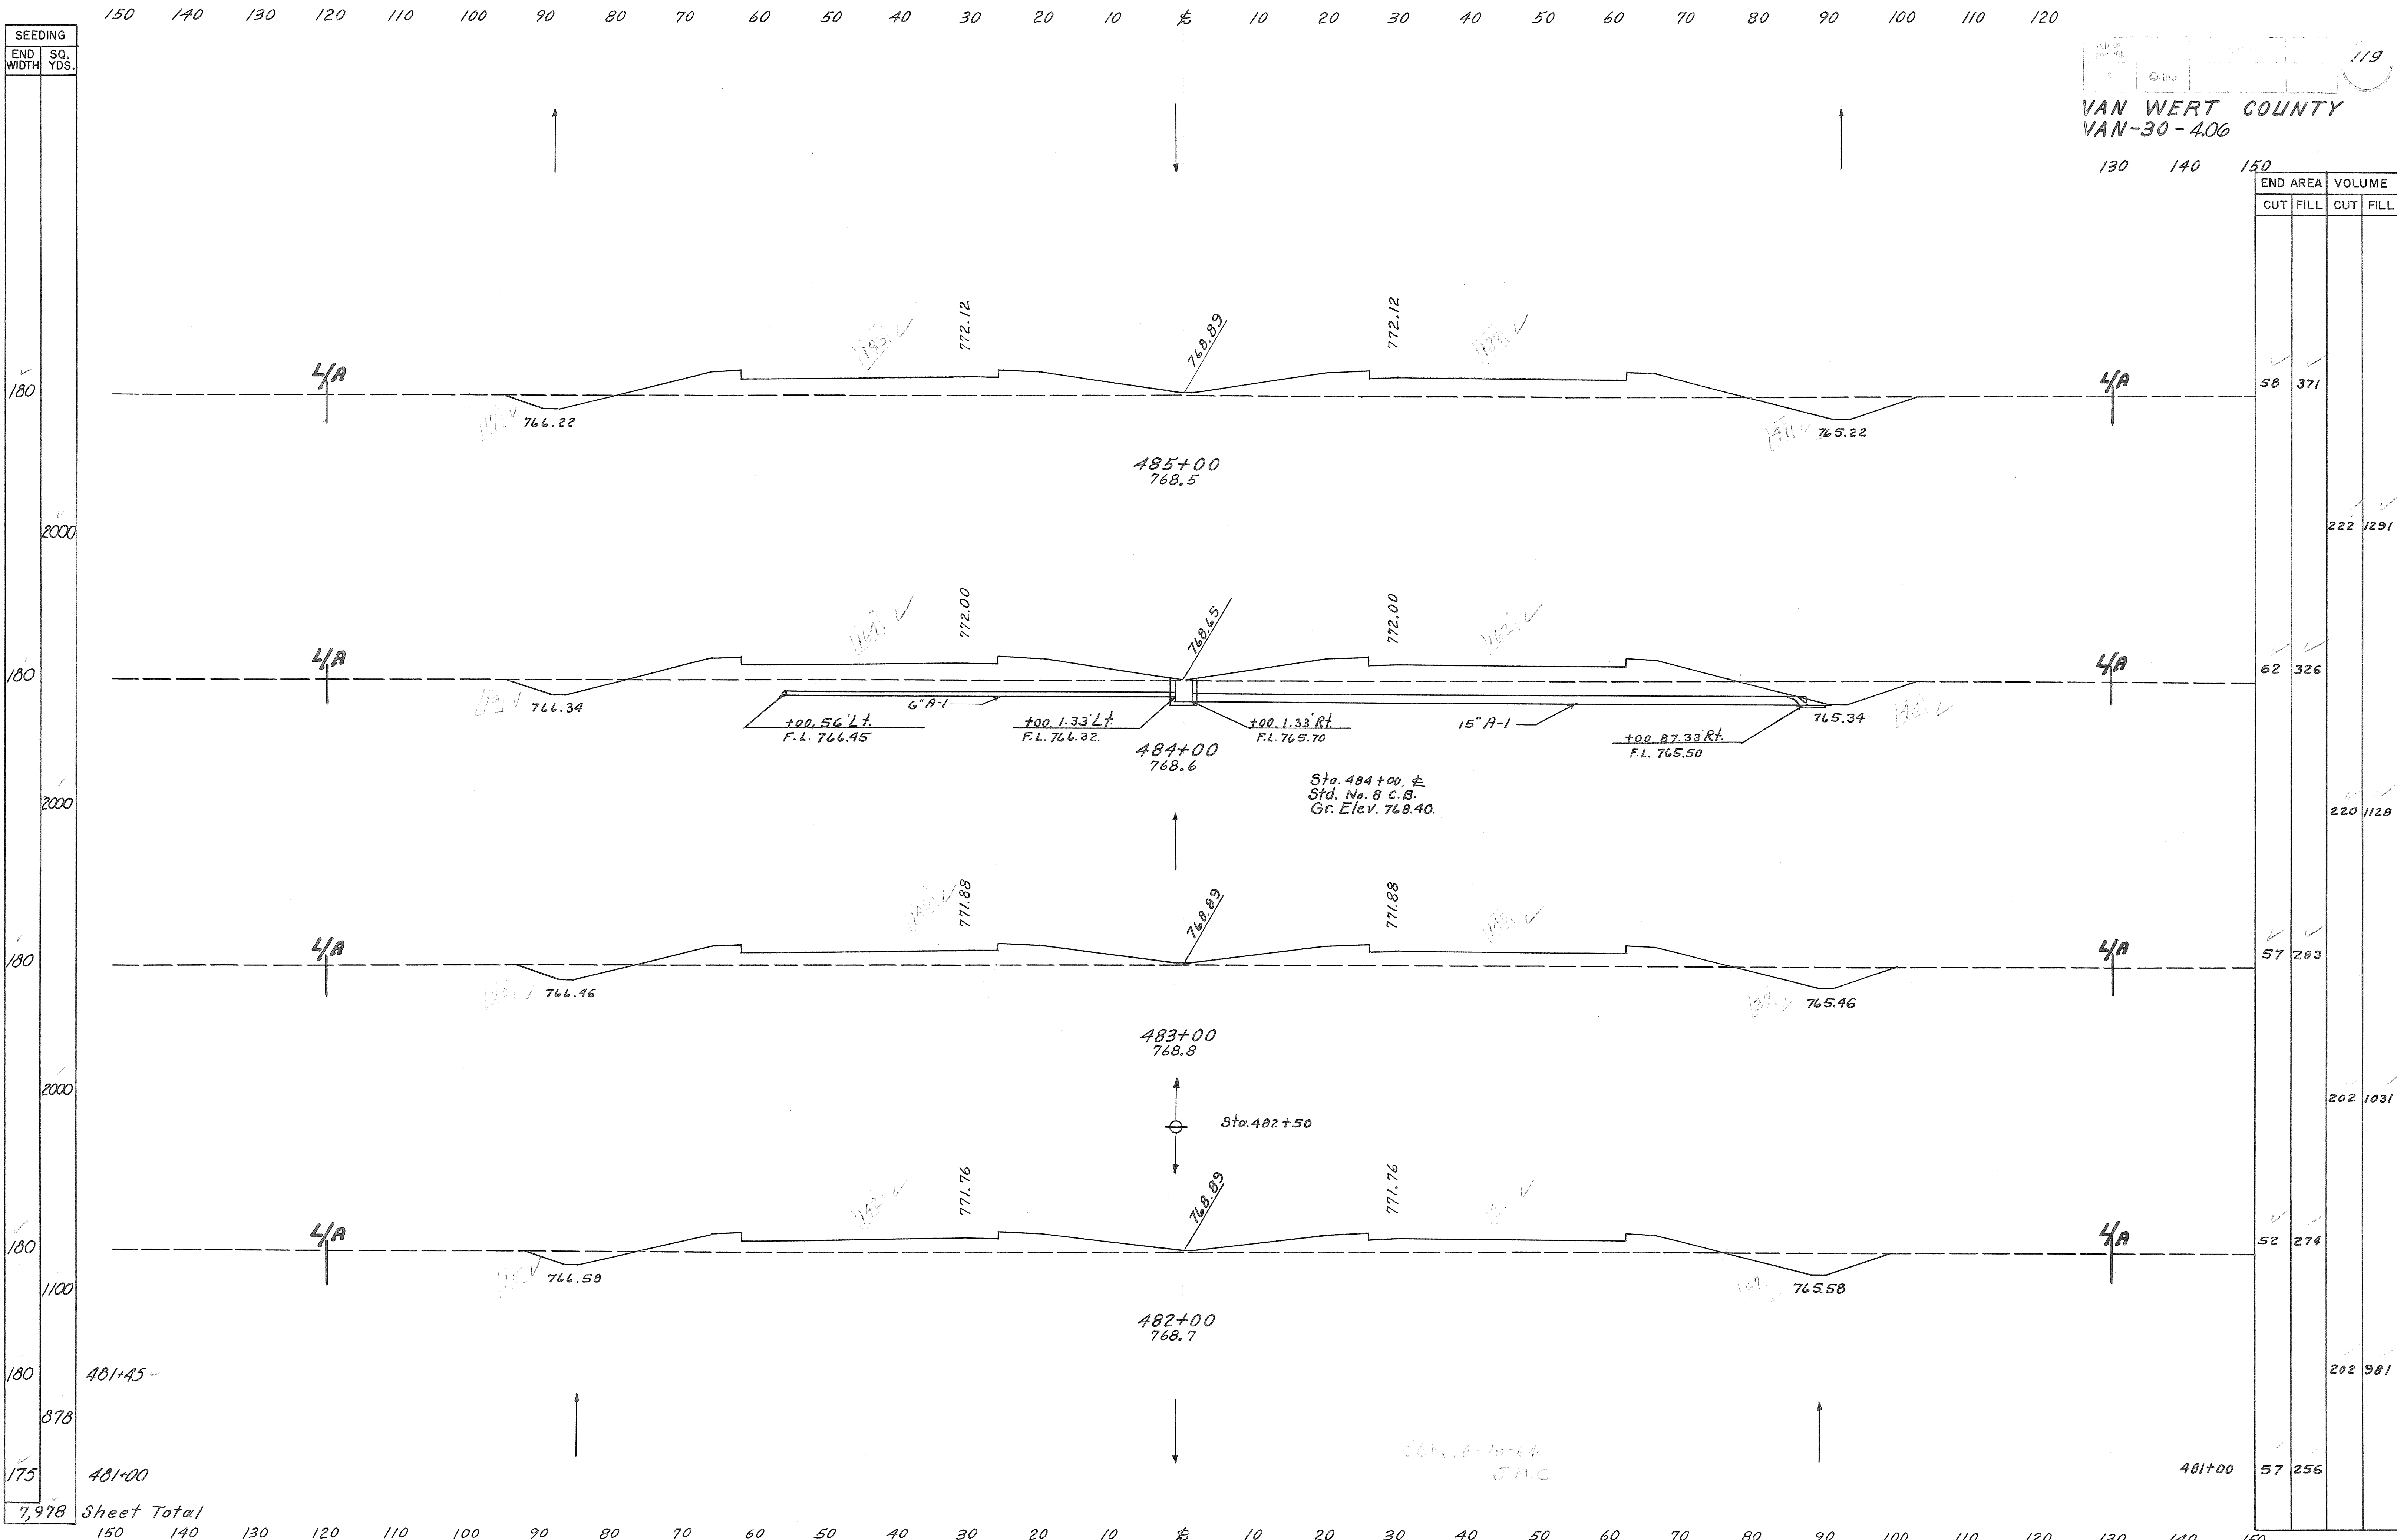 150 140 130 120 110 100 90 80 70 60 50 40 30 20 10 ℄ 10 20 30 40 50 60 70 80 90 100 110 120
SEEDING
END WIDTH SQ. YDS.
119
VAN WERT COUNTY
VAN-30-4.06
130 140 150
END AREA VOLUME
CUT FILL CUT FILL
772.12 768.89 772.12
180 L/A L/A 58 371
766.22 765.22
485+00
768.5
2000 222 1291
772.00 768.65 772.00
180 L/A L/A 62 326
766.34 6" A-1 15" A-1 765.34
+00, 56' Lt. +00, 1.33' Lt. +00, 1.33' Rt. +00, 87.33' Rt.
F.L. 766.45 F.L. 766.32 F.L. 765.70 F.L. 765.50
484+00
768.6
Sta. 484+00, ℄
Std. No. 8 C.B.
Gr. Elev. 768.40
2000 220 1128
771.88 768.89 771.88
180 L/A L/A 57 283
766.46 765.46
483+00
768.8
2000 202 1031
Sta. 482+50
771.76 768.89 771.76
180 L/A L/A 52 274
766.58 765.58
1100
482+00
768.7
180 481+45 202 981
878
J.M.C
175 481+00 481+00 57 256
7,978 Sheet Total
150 140 130 120 110 100 90 80 70 60 50 40 30 20 10 ℄ 10 20 30 40 50 60 70 80 90 100 110 120 130 140 150